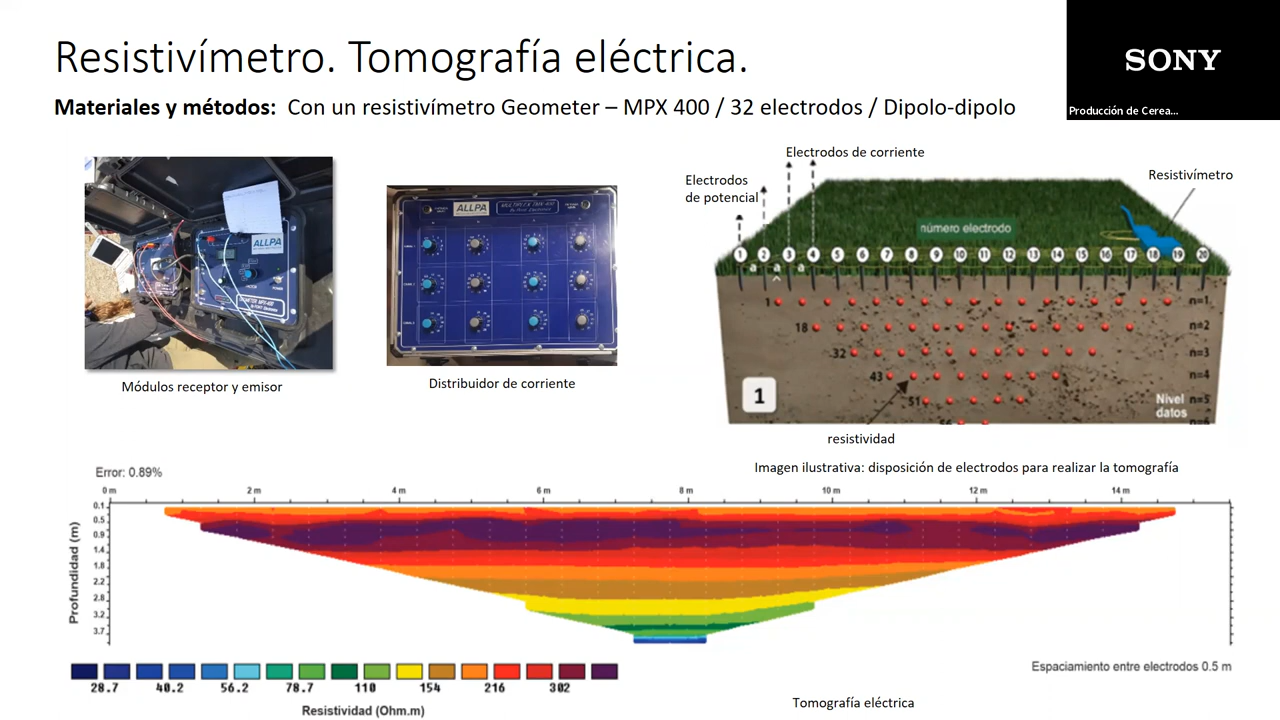 Resistivímetro. Tomografía eléctrica.
SONY
Producción de Cerea...
Materiales y métodos: Con un resistivímetro Geometer – MPX 400 / 32 electrodos / Dipolo-dipolo
Electrodos de corriente
Electrodos
de potencial
Resistivímetro
número electrodo
1 2 3 4 5 6 7 8 9 10 11 12 13 14 15 16 17 18 19 20
a a a
1 n=1
18 n=2
32 n=3
43 n=4
51 n=5
56 n=6
Nivel
datos
1
ALLPA
ALLPA
Módulos receptor y emisor
Distribuidor de corriente
resistividad
Imagen ilustrativa: disposición de electrodos para realizar la tomografía
Error: 0.89%
0 m 2 m 4 m 6 m 8 m 10 m 12 m 14 m
Profundidad (m)
0.1
0.5
0.9
1.4
1.8
2.2
2.8
3.2
3.7
Espaciamiento entre electrodos 0.5 m
28.7 40.2 56.2 78.7 110 154 216 302
Resistividad (Ohm.m)
Tomografía eléctrica